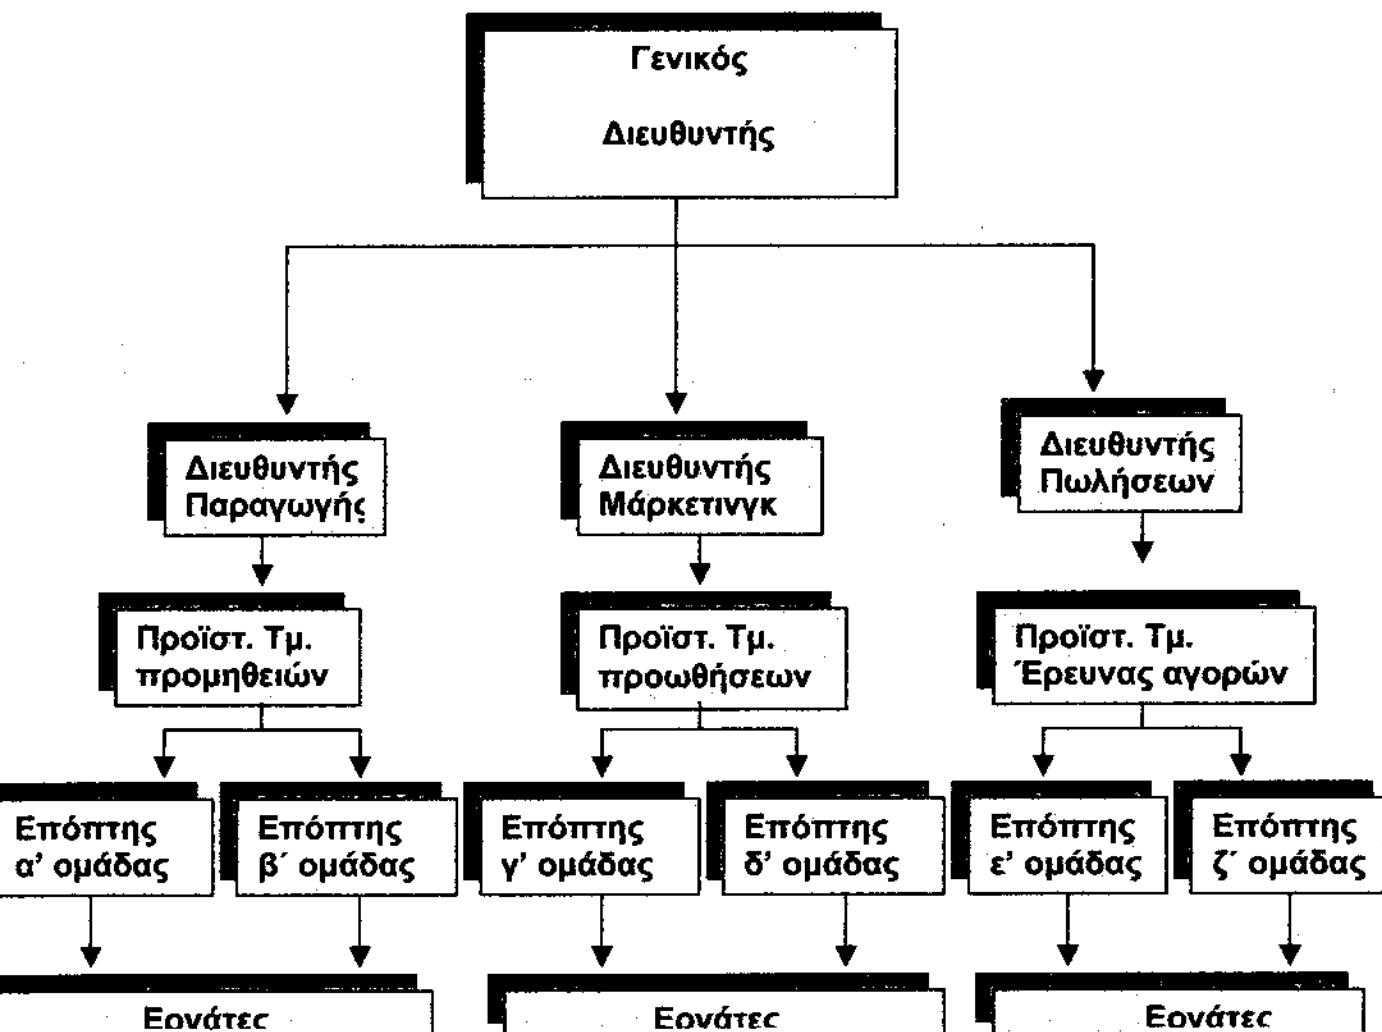 Γενικός
Διευθυντής
Διευθυντής
Παραγωγής
Διευθυντής
Μάρκετινγκ
Διευθυντής
Πωλήσεων
Προϊστ. Τμ.
προμηθειών
Προϊστ. Τμ.
προωθήσεων
Προϊστ. Τμ.
Έρευνας αγορών
Επόπτης
α' ομάδας
Επόπτης
β΄ ομάδας
Επόπτης
γ' ομάδας
Επόπτης
δ' ομάδας
Επόπτης
ε' ομάδας
Επόπτης
ζ΄ ομάδας
Εργάτες
Εργάτες
Εργάτες